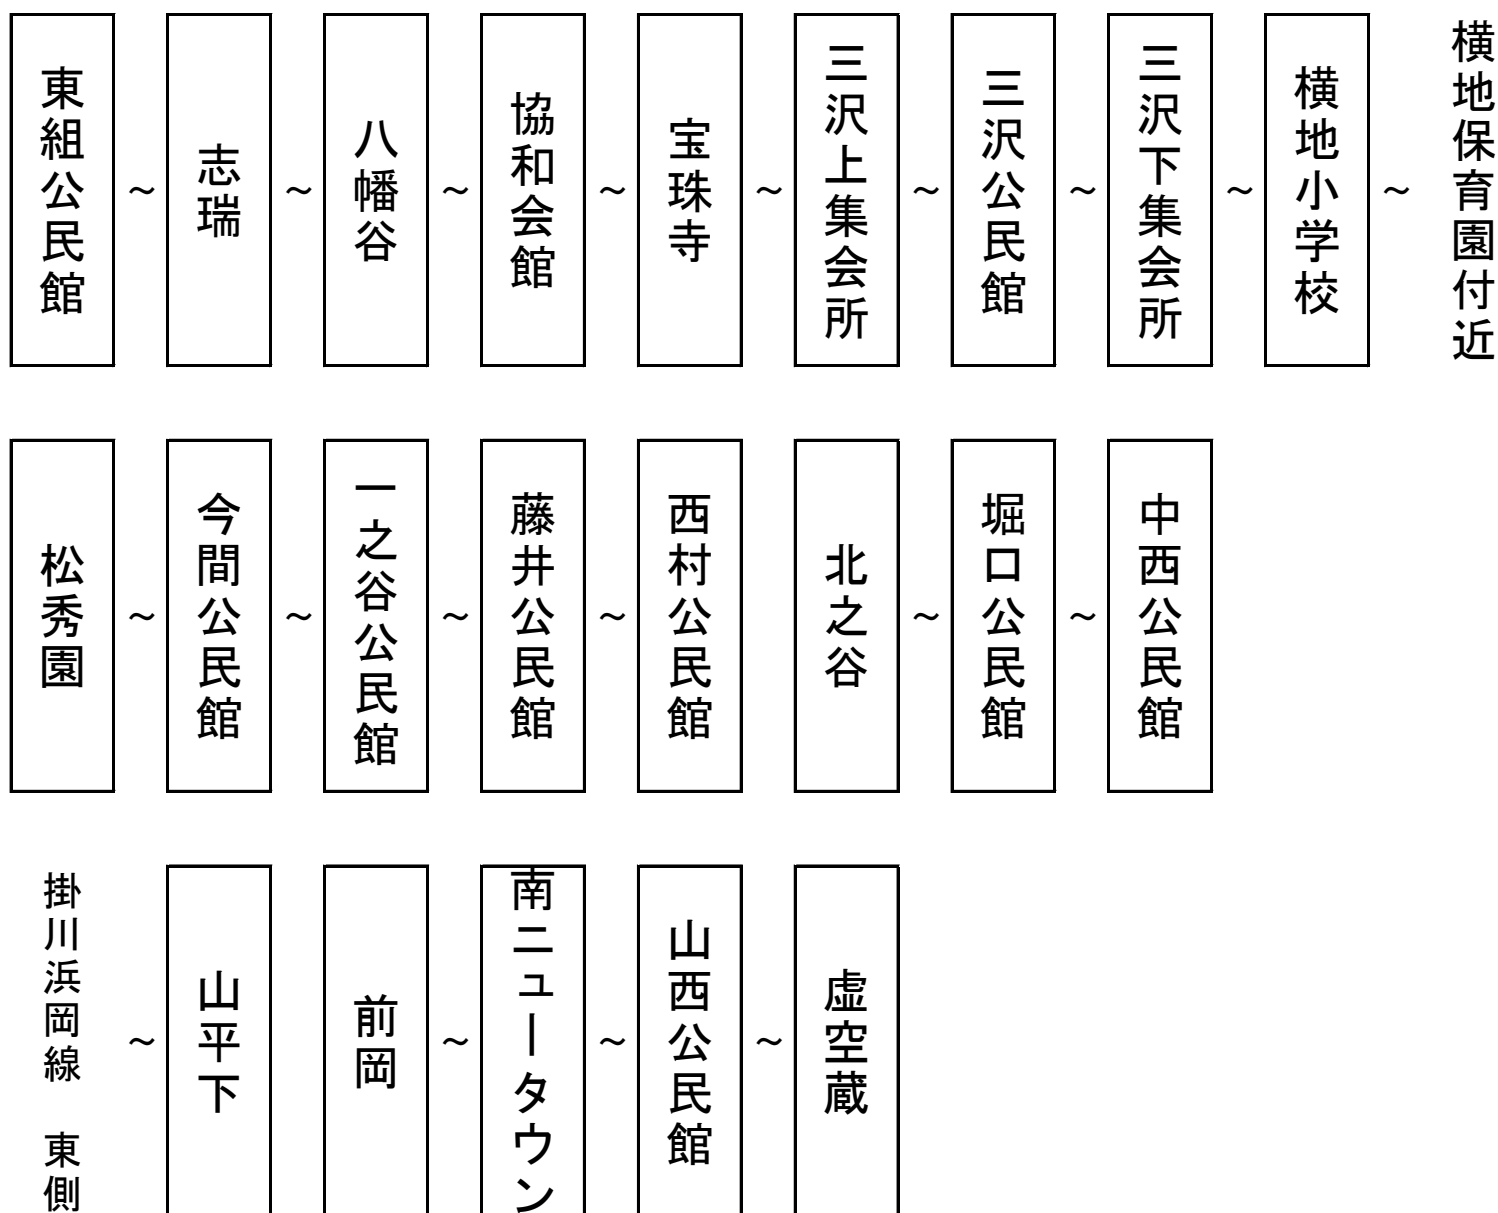 東組公民館 ～ 志瑞 ～ 八幡谷 ～ 協和会館 ～ 宝珠寺 ～ 三沢上集会所 ～ 三沢公民館 ～ 三沢下集会所 ～ 横地小学校 ～ 横地保育園付近
松秀園 ～ 今間公民館 ～ 一之谷公民館 ～ 藤井公民館 ～ 西村公民館 北之谷 ～ 堀口公民館 ～ 中西公民館
掛川浜岡線 東側 ～ 山平下 前岡 ～ 南ニュータウン ～ 山西公民館 ～ 虚空蔵